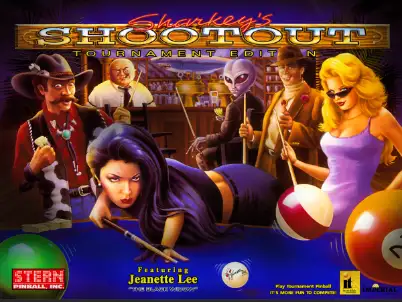 Sharkey's
SHOOTOUT
TOURNAMENT EDITION
Featuring
Jeanette Lee
"THE BLACK WIDOW"
STERN
PINBALL, INC.
Play Tournament Pinball
IT'S MORE FUN TO COMPETE!